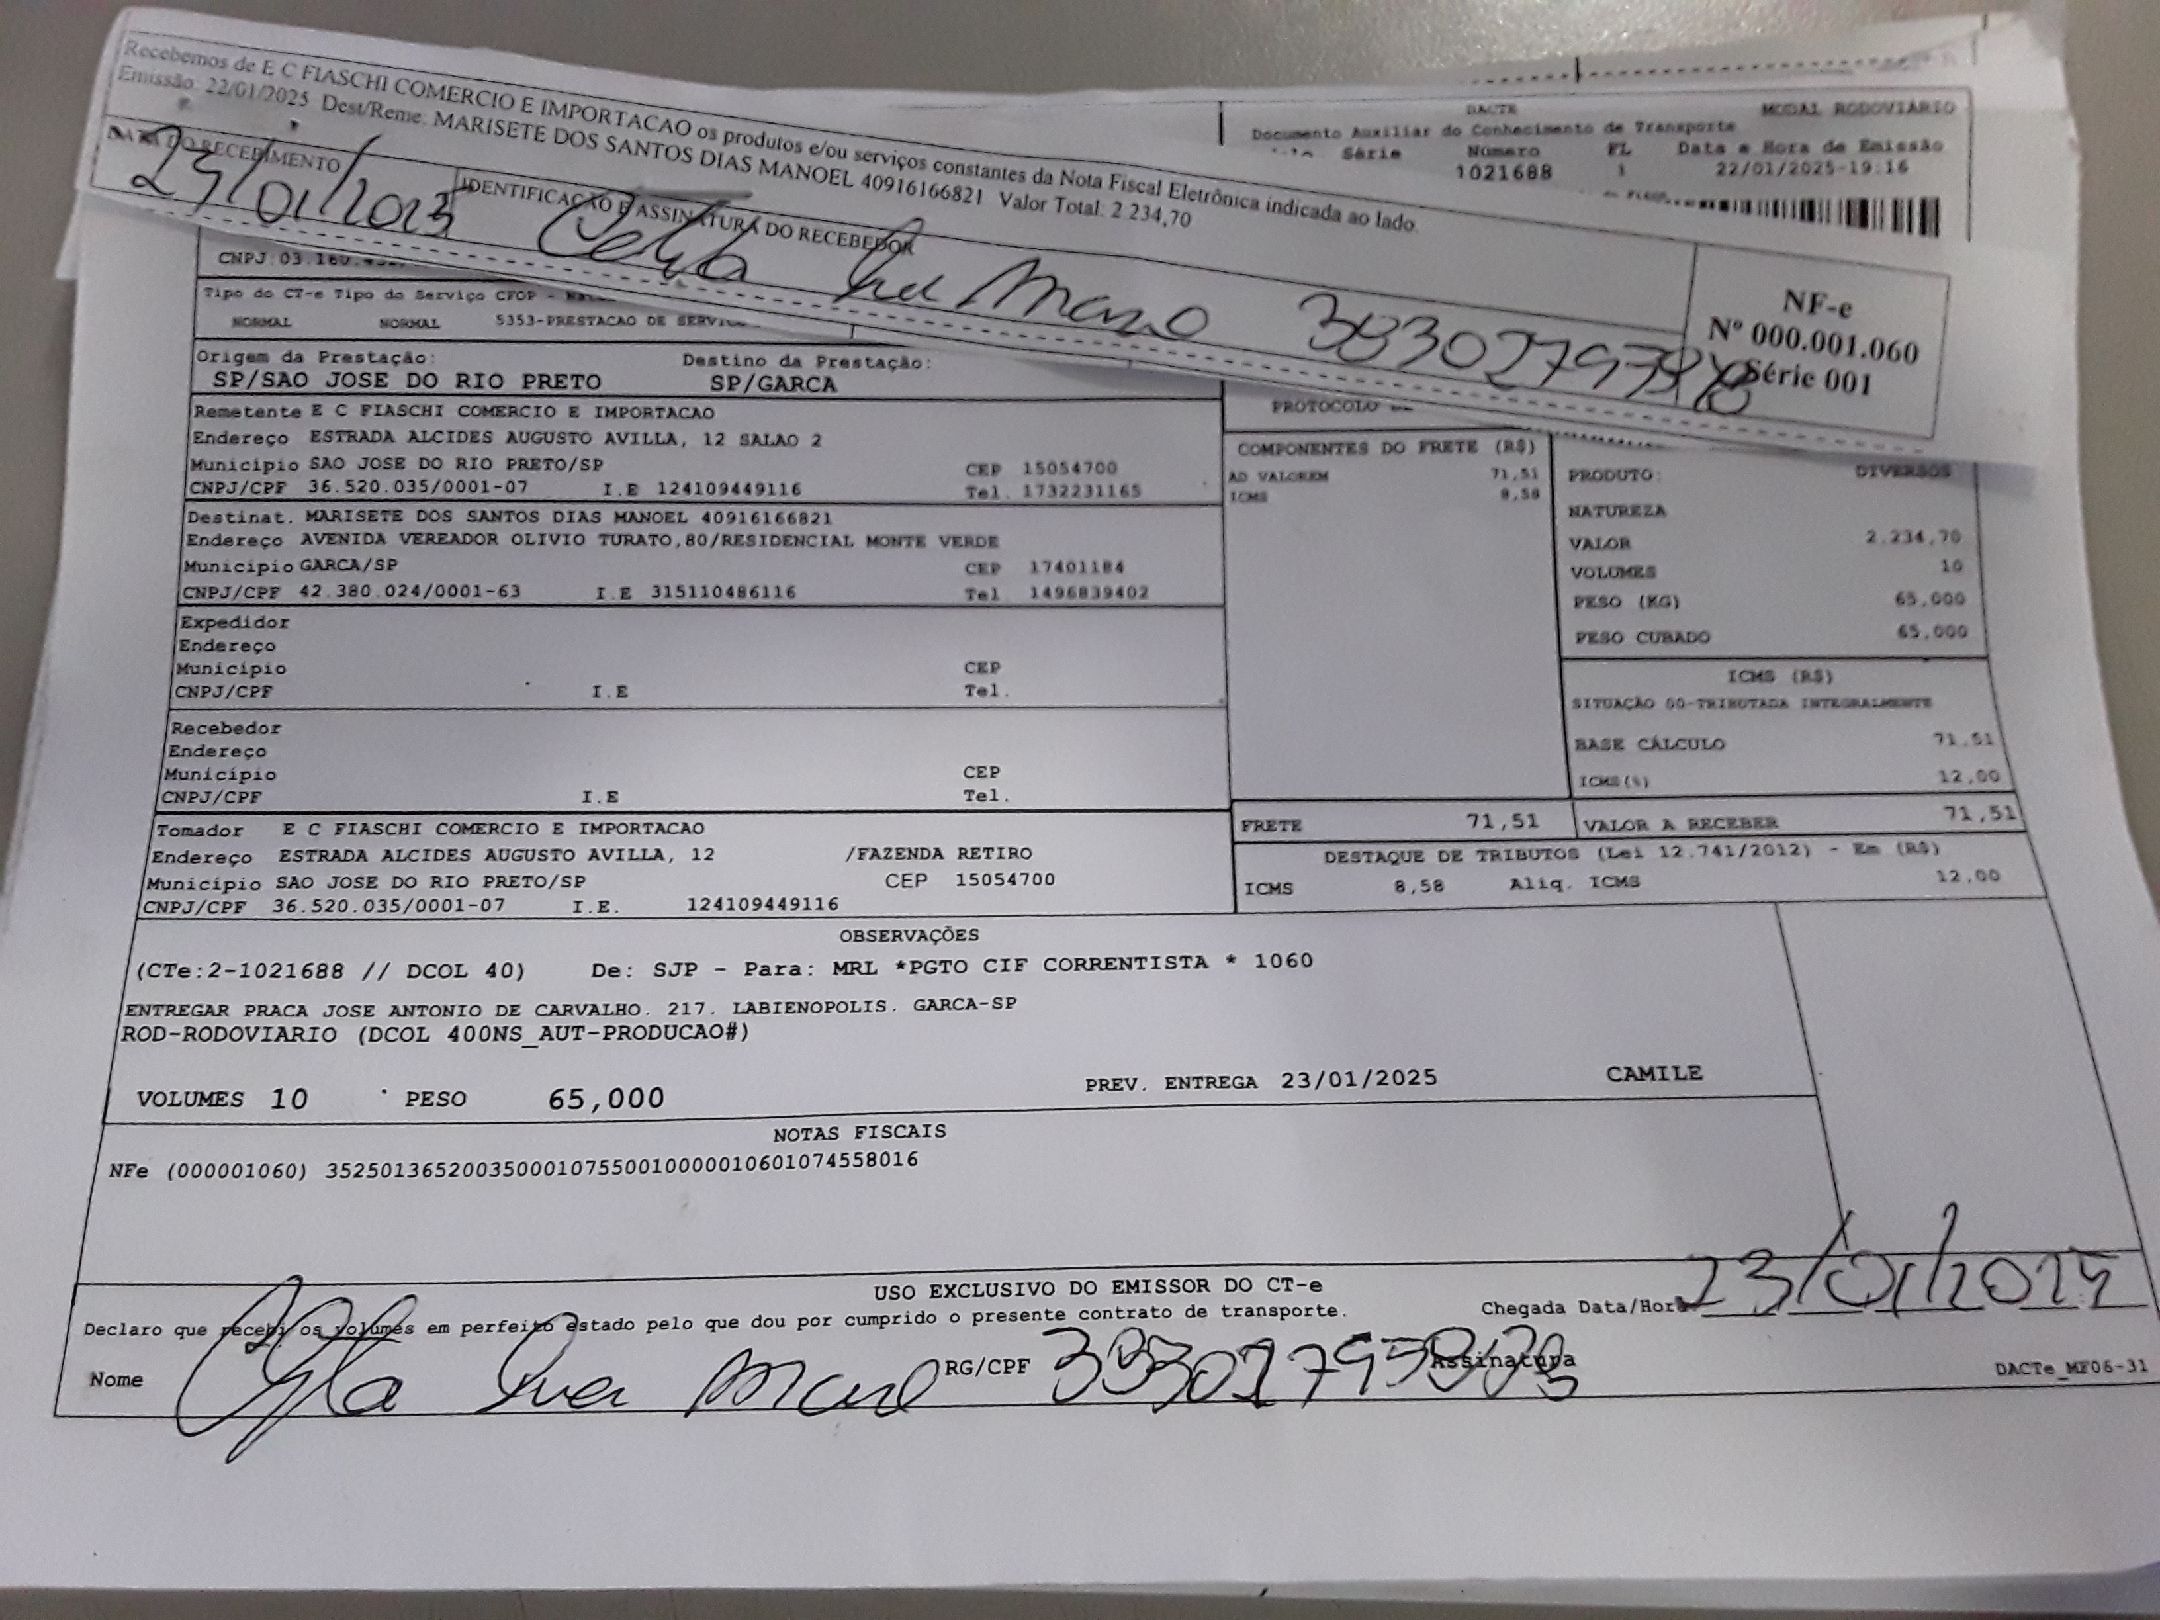 Recebemos de E C FIASCHI COMERCIO E IMPORTACAO os produtos e/ou serviços constantes da Nota Fiscal Eletrônica indicada ao lado.
Emissão: 22/01/2025 Dest/Reme: MARISETE DOS SANTOS DIAS MANOEL 40916166821 Valor Total: 2.234,70
DATA DO RECEBIMENTO
IDENTIFICAÇÃO E ASSINATURA DO RECEBEDOR
NF-e
Nº 000.001.060
Série 001
DACTE
MODAL RODOVIÁRIO
Documento Auxiliar do Conhecimento de Transporte
Série Número FL Data e Hora de Emissão
1021688 1 22/01/2025-19:16
CNPJ:03.160.
Tipo do CT-e Tipo do Serviço CFOP -
NORMAL NORMAL 5353-PRESTACAO DE
Origem da Prestação: Destino da Prestação:
SP/SAO JOSE DO RIO PRETO SP/GARCA
PROTOCOLO
Remetente E C FIASCHI COMERCIO E IMPORTACAO
Endereço ESTRADA ALCIDES AUGUSTO AVILLA, 12 SALAO 2
Município SAO JOSE DO RIO PRETO/SP CEP 15054700
CNPJ/CPF 36.520.035/0001-07 I.E 124109449116 Tel. 1732231165
Destinat. MARISETE DOS SANTOS DIAS MANOEL 40916166821
Endereço AVENIDA VEREADOR OLIVIO TURATO,80/RESIDENCIAL MONTE VERDE
Município GARCA/SP CEP 17401184
CNPJ/CPF 42.380.024/0001-63 I.E 315110486116 Tel 1496839402
Expedidor
Endereço
Município CEP
CNPJ/CPF I.E Tel.
Recebedor
Endereço
Município CEP
CNPJ/CPF I.E Tel.
Tomador E C FIASCHI COMERCIO E IMPORTACAO
Endereço ESTRADA ALCIDES AUGUSTO AVILLA, 12 /FAZENDA RETIRO
Município SAO JOSE DO RIO PRETO/SP CEP 15054700
CNPJ/CPF 36.520.035/0001-07 I.E. 124109449116
COMPONENTES DO FRETE (R$)
AD VALOREM 71,51
ICMS 8,58
PRODUTO: DIVERSOS
NATUREZA
VALOR 2.234,70
VOLUMES 10
PESO (KG) 65,000
PESO CUBADO 65,000
ICMS (R$)
SITUAÇÃO 00-TRIBUTADA INTEGRALMENTE
BASE CÁLCULO 71,51
ICMS(%) 12,00
FRETE 71,51 VALOR A RECEBER 71,51
DESTAQUE DE TRIBUTOS (Lei 12.741/2012) - Em (R$)
ICMS 8,58 Aliq. ICMS 12,00
OBSERVAÇÕES
(CTe:2-1021688 // DCOL 40) De: SJP - Para: MRL *PGTO CIF CORRENTISTA * 1060
ENTREGAR PRACA JOSE ANTONIO DE CARVALHO. 217. LABIENOPOLIS. GARCA-SP
ROD-RODOVIARIO (DCOL 400NS_AUT-PRODUCAO#)
VOLUMES 10 PESO 65,000 PREV. ENTREGA 23/01/2025 CAMILE
NOTAS FISCAIS
NFe (000001060) 35250136520035000107550010000010601074558016
USO EXCLUSIVO DO EMISSOR DO CT-e
Declaro que recebi os volumes em perfeito estado pelo que dou por cumprido o presente contrato de transporte.
Chegada Data/Hora 23/01/2025
Nome RG/CPF Assinatura
DACTe_MF06-31